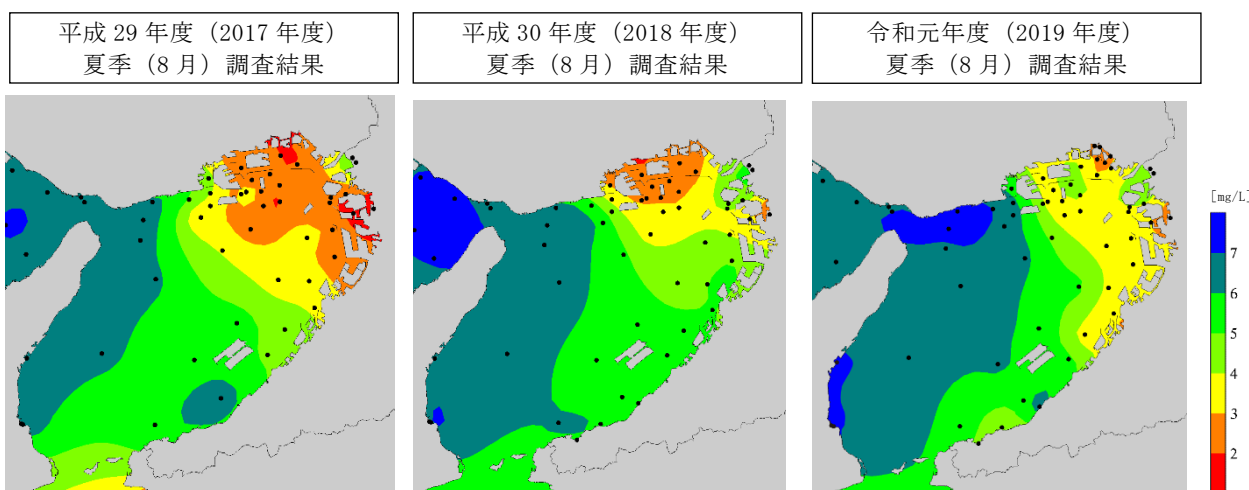 平成 29 年度（2017 年度）
夏季（8 月）調査結果
平成 30 年度（2018 年度）
夏季（8 月）調査結果
令和元年度（2019 年度）
夏季（8 月）調査結果
[mg/L]
7
6
5
4
3
2